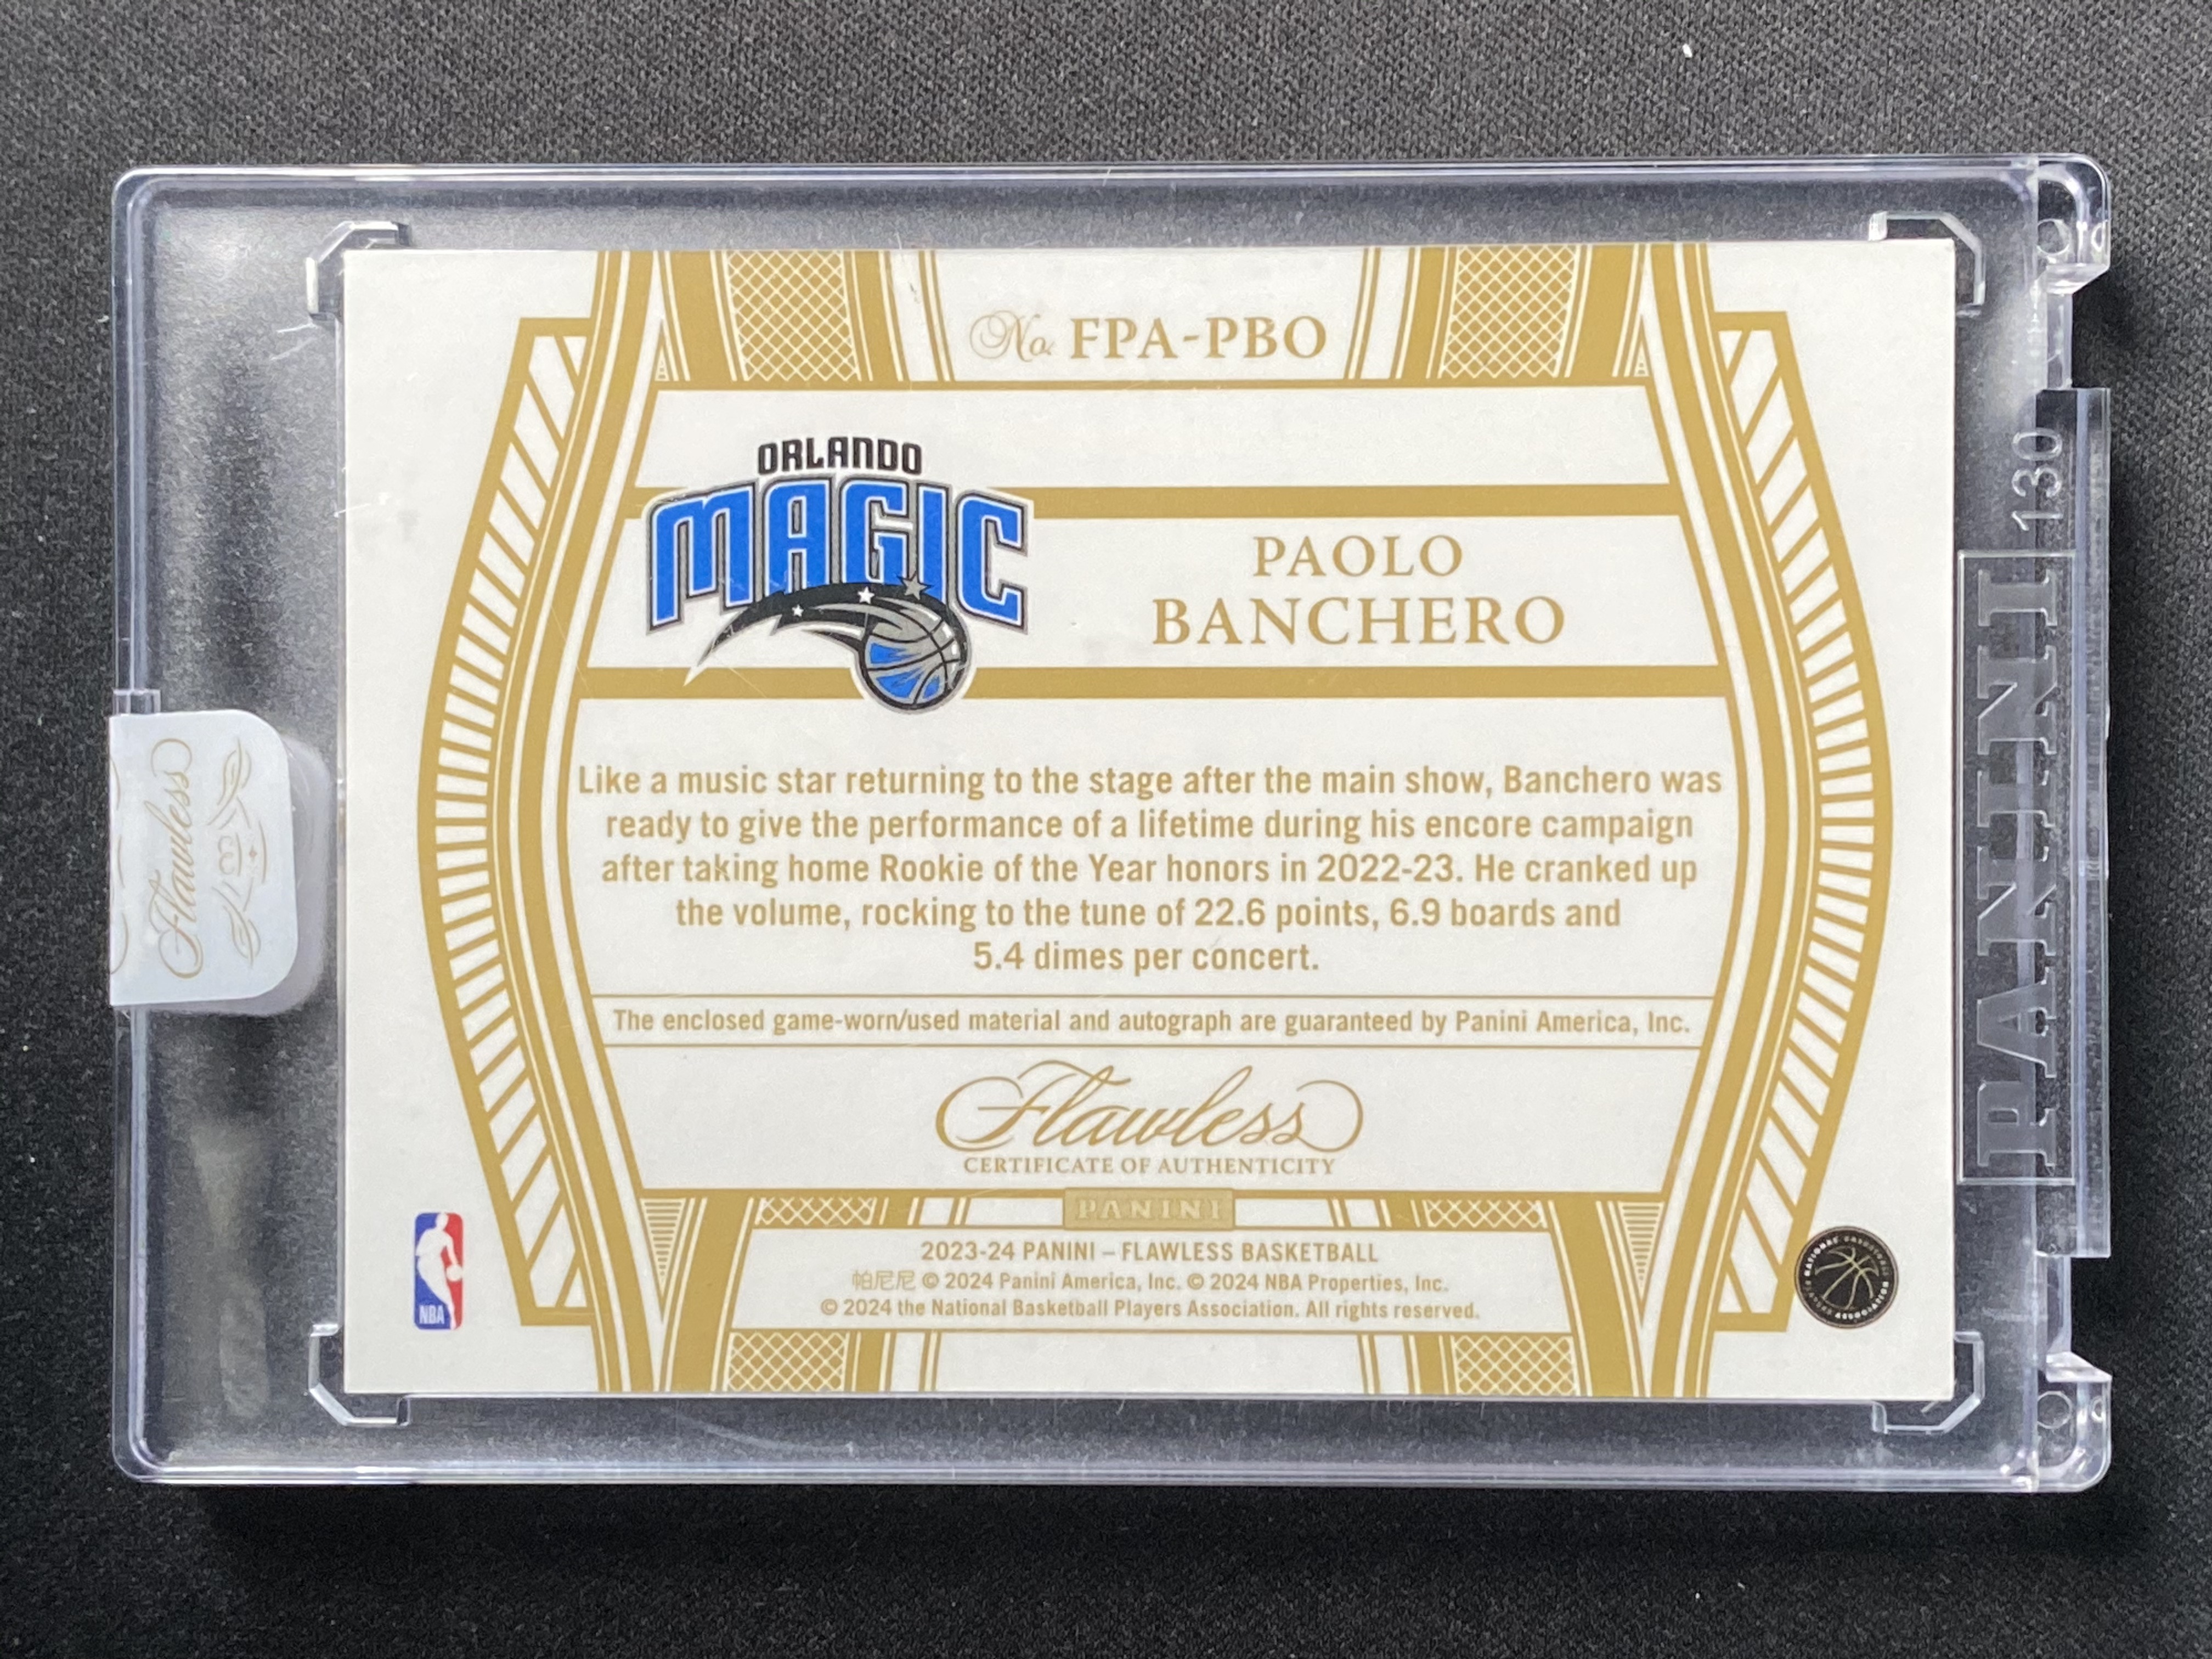 No. FPA-PBO
ORLANDO
MAGIC
PAOLO
BANCHERO
Like a music star returning to the stage after the main show, Banchero was
ready to give the performance of a lifetime during his encore campaign
after taking home Rookie of the Year honors in 2022-23. He cranked up
the volume, rocking to the tune of 22.6 points, 6.9 boards and
5.4 dimes per concert.
The enclosed game-worn/used material and autograph are guaranteed by Panini America, Inc.
Flawless
CERTIFICATE OF AUTHENTICITY
PANINI
2023-24 PANINI – FLAWLESS BASKETBALL
帕尼尼 © 2024 Panini America, Inc. © 2024 NBA Properties, Inc.
© 2024 the National Basketball Players Association. All rights reserved.
NBA
NATIONAL BASKETBALL PLAYERS ASSOCIATION
Flawless
PANINI 130